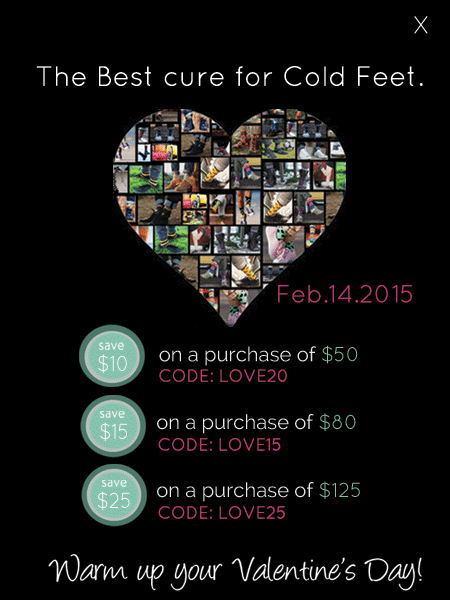 X
The Best cure for Cold Feet.
Feb.14.2015
save
$10
on a purchase of $50
CODE: LOVE20
save
$15
on a purchase of $80
CODE: LOVE15
save
$25
on a purchase of $125
CODE: LOVE25
Warm up your Valentine's Day!